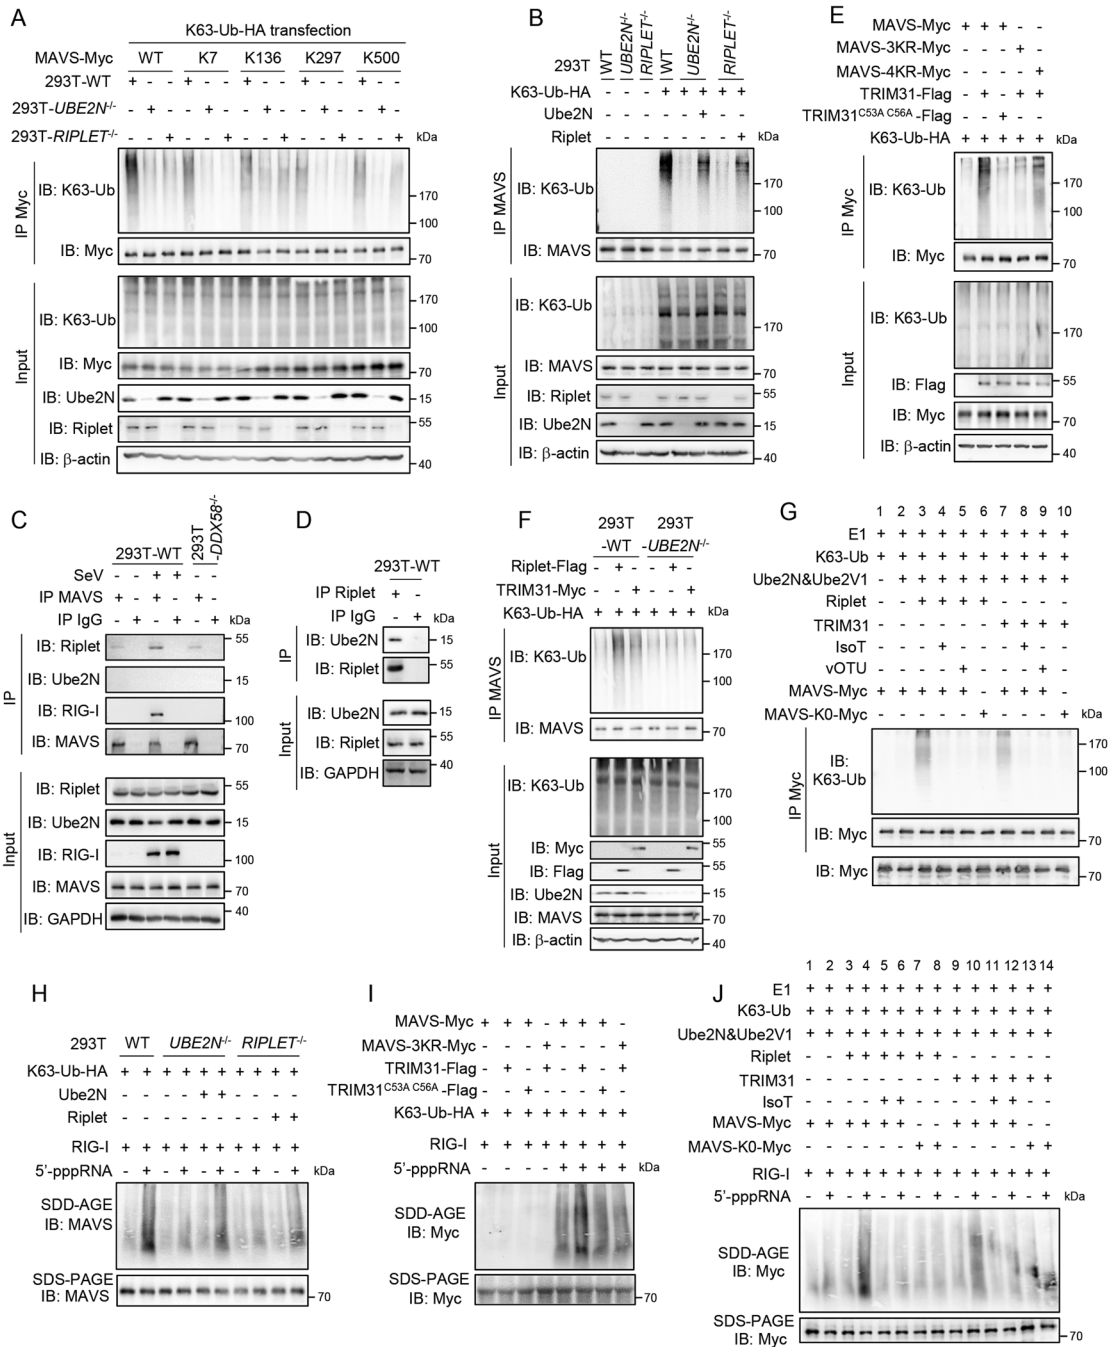 A
K63-Ub-HA transfection
MAVS-Myc WT K7 K136 K297 K500
293T-WT + - - + - - + - - + - - + - -
293T-UBE2N-/- - + - - + - - + - - + - - + -
293T-RIPLET-/- - - + - - + - - + - - + - - +
kDa
IP Myc
IB: K63-Ub
170
100
IB: Myc
70
Input
IB: K63-Ub
170
100
IB: Myc
70
IB: Ube2N
15
IB: Riplet
55
IB: β-actin
40
B
293T WT UBE2N-/- RIPLET-/- WT UBE2N-/- RIPLET-/-
K63-Ub-HA - - - + + + + +
Ube2N - - - - - + - -
Riplet - - - - - - - +
kDa
IP MAVS
IB: K63-Ub
170
100
IB: MAVS
70
Input
IB: K63-Ub
170
IB: MAVS
70
IB: Riplet
55
IB: Ube2N
15
IB: β-actin
40
E
MAVS-Myc + + + - -
MAVS-3KR-Myc - - - + -
MAVS-4KR-Myc - - - - +
TRIM31-Flag - + - + +
TRIM31C53A C56A-Flag - - + - -
K63-Ub-HA + + + + +
kDa
IP Myc
IB: K63-Ub
170
100
IB: Myc
70
Input
IB: K63-Ub
170
IB: Flag
55
IB: Myc
70
IB: β-actin
40
C
293T-WT 293T-DDX58-/-
SeV - - + + - -
IP MAVS + - + - + -
IP IgG - + - + - +
kDa
IP
IB: Riplet
55
IB: Ube2N
15
IB: RIG-I
100
IB: MAVS
70
Input
IB: Riplet
55
IB: Ube2N
15
IB: RIG-I
100
IB: MAVS
70
IB: GAPDH
40
D
293T-WT
IP Riplet + -
IP IgG - +
kDa
IP
IB: Ube2N
15
IB: Riplet
55
Input
IB: Ube2N
15
IB: Riplet
55
IB: GAPDH
40
F
293T 293T
-WT -UBE2N-/-
Riplet-Flag - + - - + -
TRIM31-Myc - - + - - +
K63-Ub-HA + + + + + +
kDa
IP MAVS
IB: K63-Ub
170
100
IB: MAVS
70
Input
IB: K63-Ub
170
100
IB: Myc
55
IB: Flag
55
IB: Ube2N
15
IB: MAVS
70
IB: β-actin
40
G
1 2 3 4 5 6 7 8 9 10
E1 + + + + + + + + + +
K63-Ub + + + + + + + + + +
Ube2N&Ube2V1 - + + + + + + + + +
Riplet - - + + + + - - - -
TRIM31 - - - - - - + + + +
IsoT - - - + - - - + - -
vOTU - - - - + - - - + -
MAVS-Myc + + + + + - + + + -
MAVS-K0-Myc - - - - - + - - - +
kDa
IP Myc
IB: K63-Ub
170
100
IB: Myc
70
IB: Myc
70
H
293T WT UBE2N-/- RIPLET-/-
K63-Ub-HA + + + + + + + + + +
Ube2N - - - - + + - - - -
Riplet - - - - - - - - + +
RIG-I + + + + + + + + + +
5'-pppRNA - + - + - + - + - +
kDa
SDD-AGE
IB: MAVS
SDS-PAGE
IB: MAVS
70
I
MAVS-Myc + + + - + + + -
MAVS-3KR-Myc - - - + - - - +
TRIM31-Flag - + - + - + - +
TRIM31C53A C56A-Flag - - + - - - + -
K63-Ub-HA + + + + + + + +
RIG-I + + + + + + + +
5'-pppRNA - - - - + + + +
kDa
SDD-AGE
IB: Myc
SDS-PAGE
IB: Myc
70
J
1 2 3 4 5 6 7 8 9 10 11 12 13 14
E1 + + + + + + + + + + + + + +
K63-Ub + + + + + + + + + + + + + +
Ube2N&Ube2V1 + + + + + + + + + + + + + +
Riplet - - + + + + + + - - - - - -
TRIM31 - - - - - - - - + + + + + +
IsoT - - - - + + - - - - + + - -
MAVS-Myc + + + + + + - - + + + + - -
MAVS-K0-Myc - - - - - - + + - - - - + +
RIG-I + + + + + + + + + + + + + +
5'-pppRNA - + - + - + - + - + - + - +
kDa
SDD-AGE
IB: Myc
SDS-PAGE
IB: Myc
70